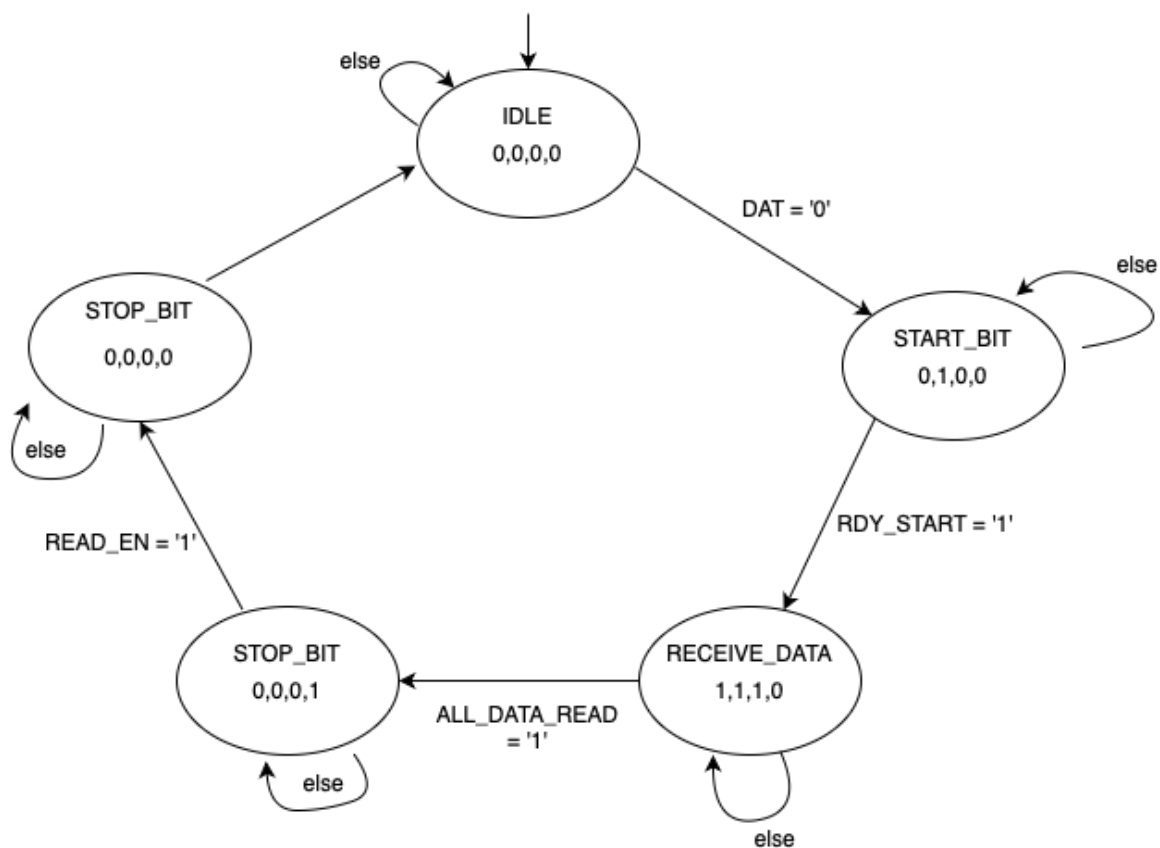 else
IDLE
0,0,0,0
DAT = '0'
else
START_BIT
0,1,0,0
RDY_START = '1'
RECEIVE_DATA
1,1,1,0
else
ALL_DATA_READ
= '1'
STOP_BIT
0,0,0,1
else
READ_EN = '1'
STOP_BIT
0,0,0,0
else